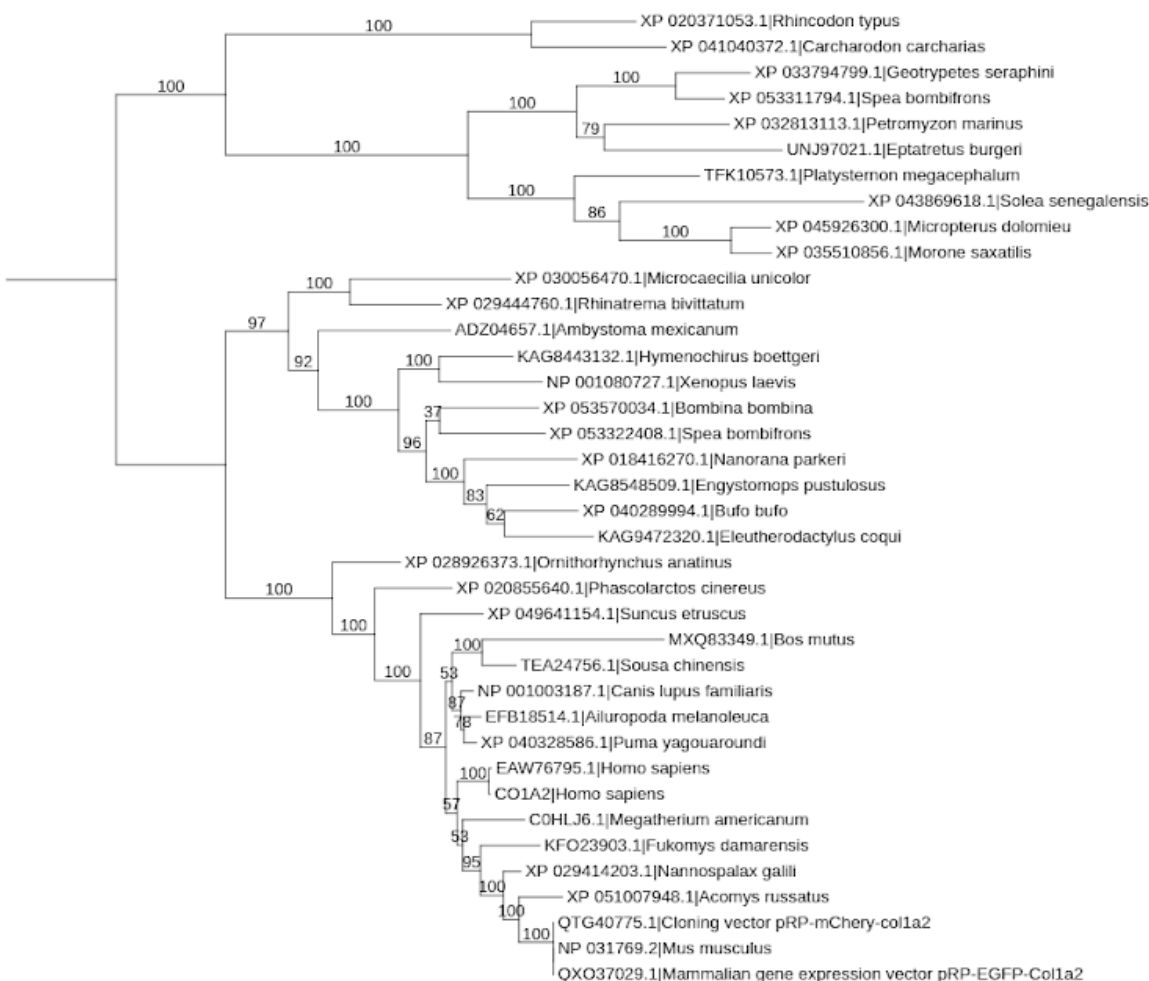 100
XP 020371053.1|Rhincodon typus
XP 041040372.1|Carcharodon carcharias
100
100
XP 033794799.1|Geotrypetes seraphini
100
XP 053311794.1|Spea bombifrons
XP 032813113.1|Petromyzon marinus
79
100
UNJ97021.1|Eptatretus burgeri
TFK10573.1|Platysternon megacephalum
100
XP 043869618.1|Solea senegalensis
86
XP 045926300.1|Micropterus dolomieu
100
XP 035510856.1|Morone saxatilis
XP 030056470.1|Microcaecilia unicolor
100
XP 029444760.1|Rhinatrema bivittatum
97
ADZ04657.1|Ambystoma mexicanum
92
KAG8443132.1|Hymenochirus boettgeri
100
NP 001080727.1|Xenopus laevis
100
XP 053570034.1|Bombina bombina
37
XP 053322408.1|Spea bombifrons
96
XP 018416270.1|Nanorana parkeri
100
KAG8548509.1|Engystomops pustulosus
83
XP 040289994.1|Bufo bufo
62
KAG9472320.1|Eleutherodactylus coqui
XP 028926373.1|Ornithorhynchus anatinus
100
XP 020855640.1|Phascolarctos cinereus
XP 049641154.1|Suncus etruscus
100
MXQ83349.1|Bos mutus
100
TEA24756.1|Sousa chinensis
100
53
NP 001003187.1|Canis lupus familiaris
87
EFB18514.1|Ailuropoda melanoleuca
78
87
XP 040328586.1|Puma yagouaroundi
EAW76795.1|Homo sapiens
100
CO1A2|Homo sapiens
57
C0HLJ6.1|Megatherium americanum
53
KFO23903.1|Fukomys damarensis
95
XP 029414203.1|Nannospalax galili
100
XP 051007948.1|Acomys russatus
100
QTG40775.1|Cloning vector pRP-mChery-col1a2
100
NP 031769.2|Mus musculus
QXO37029.1|Mammalian gene expression vector pRP-EGFP-Col1a2